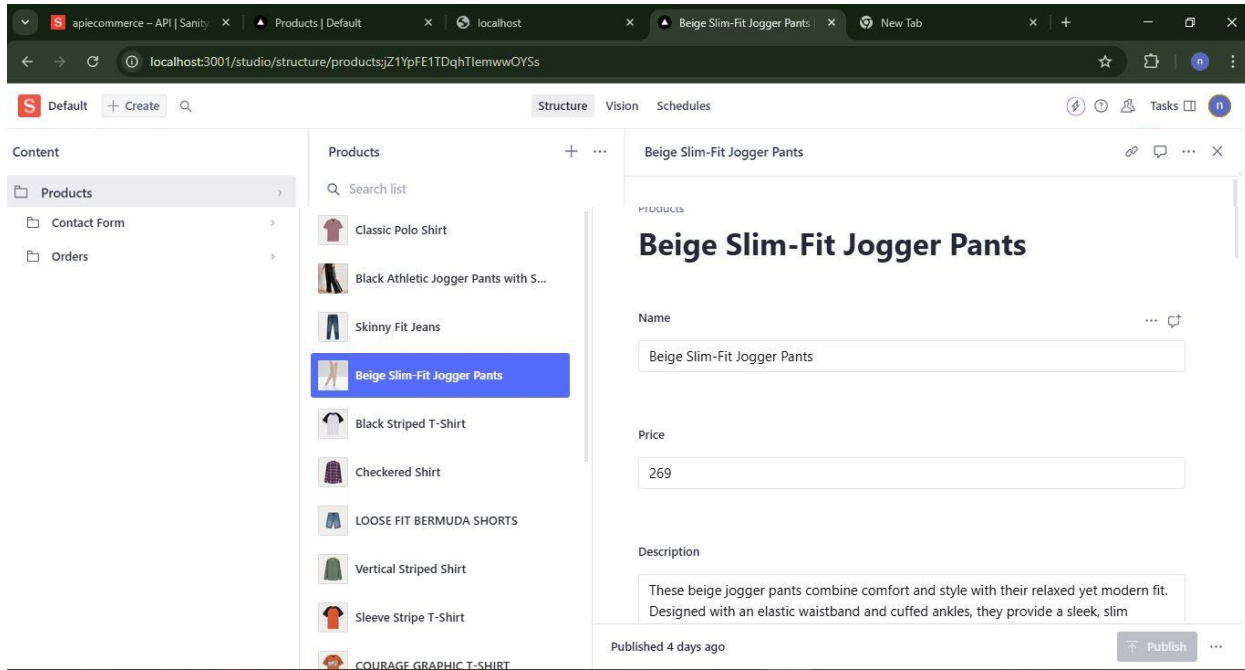 apiecommerce – API | Sanity
Products | Default
localhost
Beige Slim-Fit Jogger Pants |
New Tab
localhost:3001/studio/structure/products;jZ1YpFE1TDqhTIemwwOYSs
n
S Default + Create
Structure Vision Schedules
Tasks
n
Content
Products
Contact Form
Orders
Products
Search list
Classic Polo Shirt
Black Athletic Jogger Pants with S...
Skinny Fit Jeans
Beige Slim-Fit Jogger Pants
Black Striped T-Shirt
Checkered Shirt
LOOSE FIT BERMUDA SHORTS
Vertical Striped Shirt
Sleeve Stripe T-Shirt
COURAGE GRAPHIC T-SHIRT
Beige Slim-Fit Jogger Pants
Products
Beige Slim-Fit Jogger Pants
Name
Beige Slim-Fit Jogger Pants
Price
269
Description
These beige jogger pants combine comfort and style with their relaxed yet modern fit.
Designed with an elastic waistband and cuffed ankles, they provide a sleek, slim
Published 4 days ago
Publish